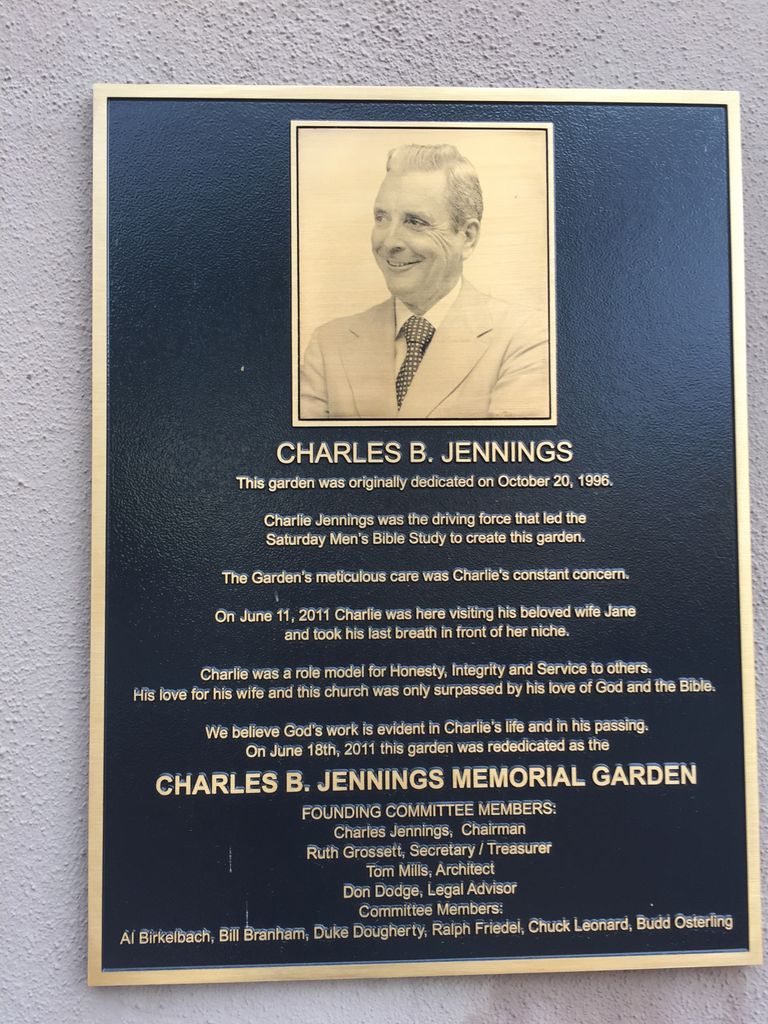 CHARLES B. JENNINGS
This garden was originally dedicated on October 20, 1996.
Charlie Jennings was the driving force that led the
Saturday Men's Bible Study to create this garden.
The Garden's meticulous care was Charlie's constant concern.
On June 11, 2011 Charlie was here visiting his beloved wife Jane
and took his last breath in front of her niche.
Charlie was a role model for Honesty, Integrity and Service to others.
His love for his wife and this church was only surpassed by his love of God and the Bible.
We believe God's work is evident in Charlie's life and in his passing.
On June 18th, 2011 this garden was rededicated as the
CHARLES B. JENNINGS MEMORIAL GARDEN
FOUNDING COMMITTEE MEMBERS:
Charles Jennings, Chairman
Ruth Grossett, Secretary / Treasurer
Tom Mills, Architect
Don Dodge, Legal Advisor
Committee Members:
Al Birkelbach, Bill Branham, Duke Dougherty, Ralph Friedel, Chuck Leonard, Budd Osterling